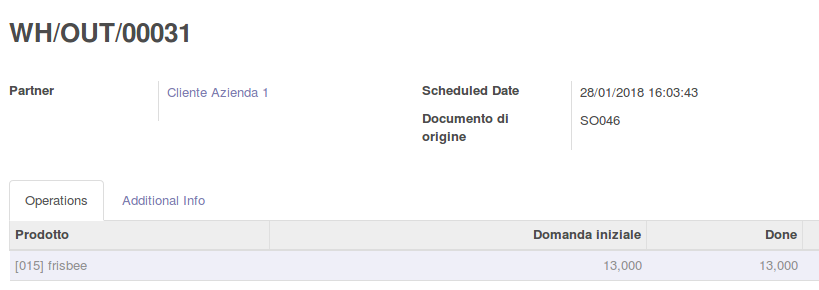 WH/OUT/00031
Partner Cliente Azienda 1 Scheduled Date 28/01/2018 16:03:43
Documento di SO046
origine
Operations Additional Info
Prodotto Domanda iniziale Done
[015] frisbee 13,000 13,000